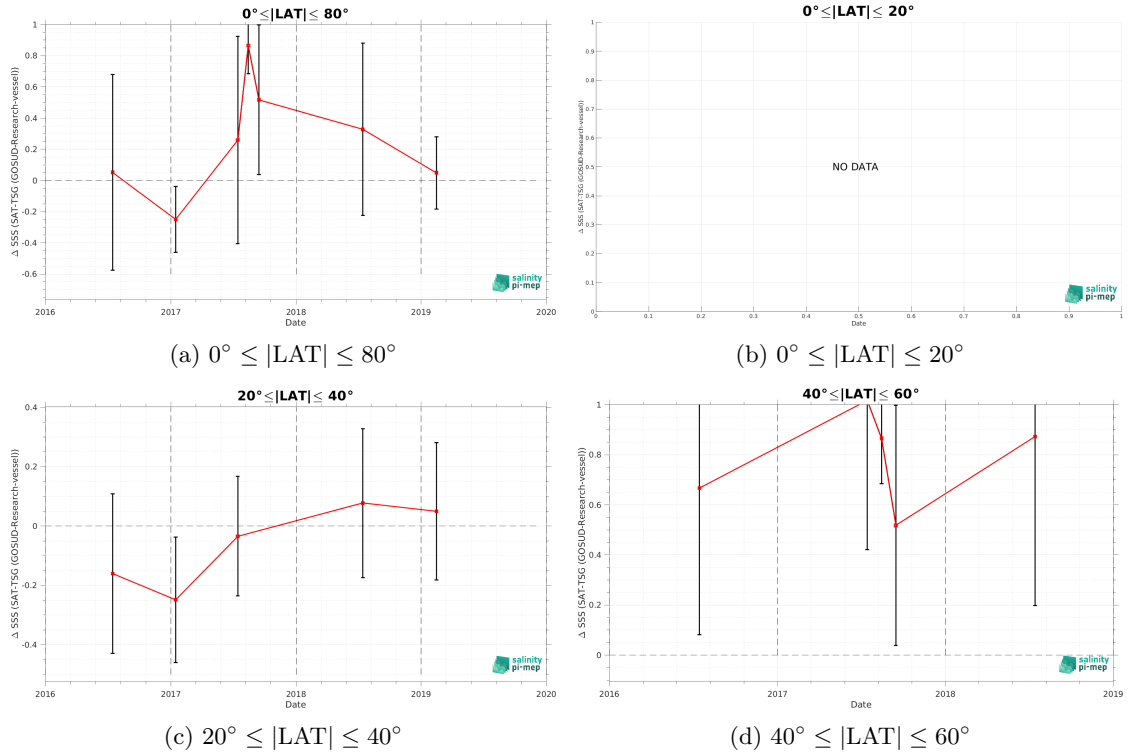 0°≤|LAT|≤ 80°
Δ SSS (SAT-TSG (GOSUD-Research-vessel))
1
0.8
0.6
0.4
0.2
0
-0.2
-0.4
-0.6
2016
2017
2018
2019
2020
Date
salinity
pi-mep
(a) 0° ≤ |LAT| ≤ 80°
0°≤|LAT|≤ 20°
Δ SSS (SAT-TSG (GOSUD-Research-vessel))
1
0.9
0.8
0.7
0.6
0.5
0.4
0.3
0.2
0.1
0
NO DATA
0
0.1
0.2
0.3
0.4
0.5
0.6
0.7
0.8
0.9
1
Date
salinity
pi-mep
(b) 0° ≤ |LAT| ≤ 20°
20°≤|LAT|≤ 40°
Δ SSS (SAT-TSG (GOSUD-Research-vessel))
0.4
0.2
0
-0.2
-0.4
2016
2017
2018
2019
2020
Date
salinity
pi-mep
(c) 20° ≤ |LAT| ≤ 40°
40°≤|LAT|≤ 60°
Δ SSS (SAT-TSG (GOSUD-Research-vessel))
1
0.8
0.6
0.4
0.2
0
2016
2017
2018
2019
Date
salinity
pi-mep
(d) 40° ≤ |LAT| ≤ 60°